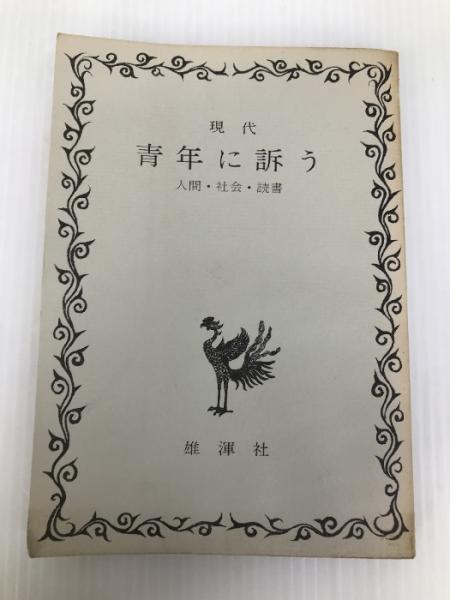 現代
青年に訴う
人間・社会・読書
雄渾社